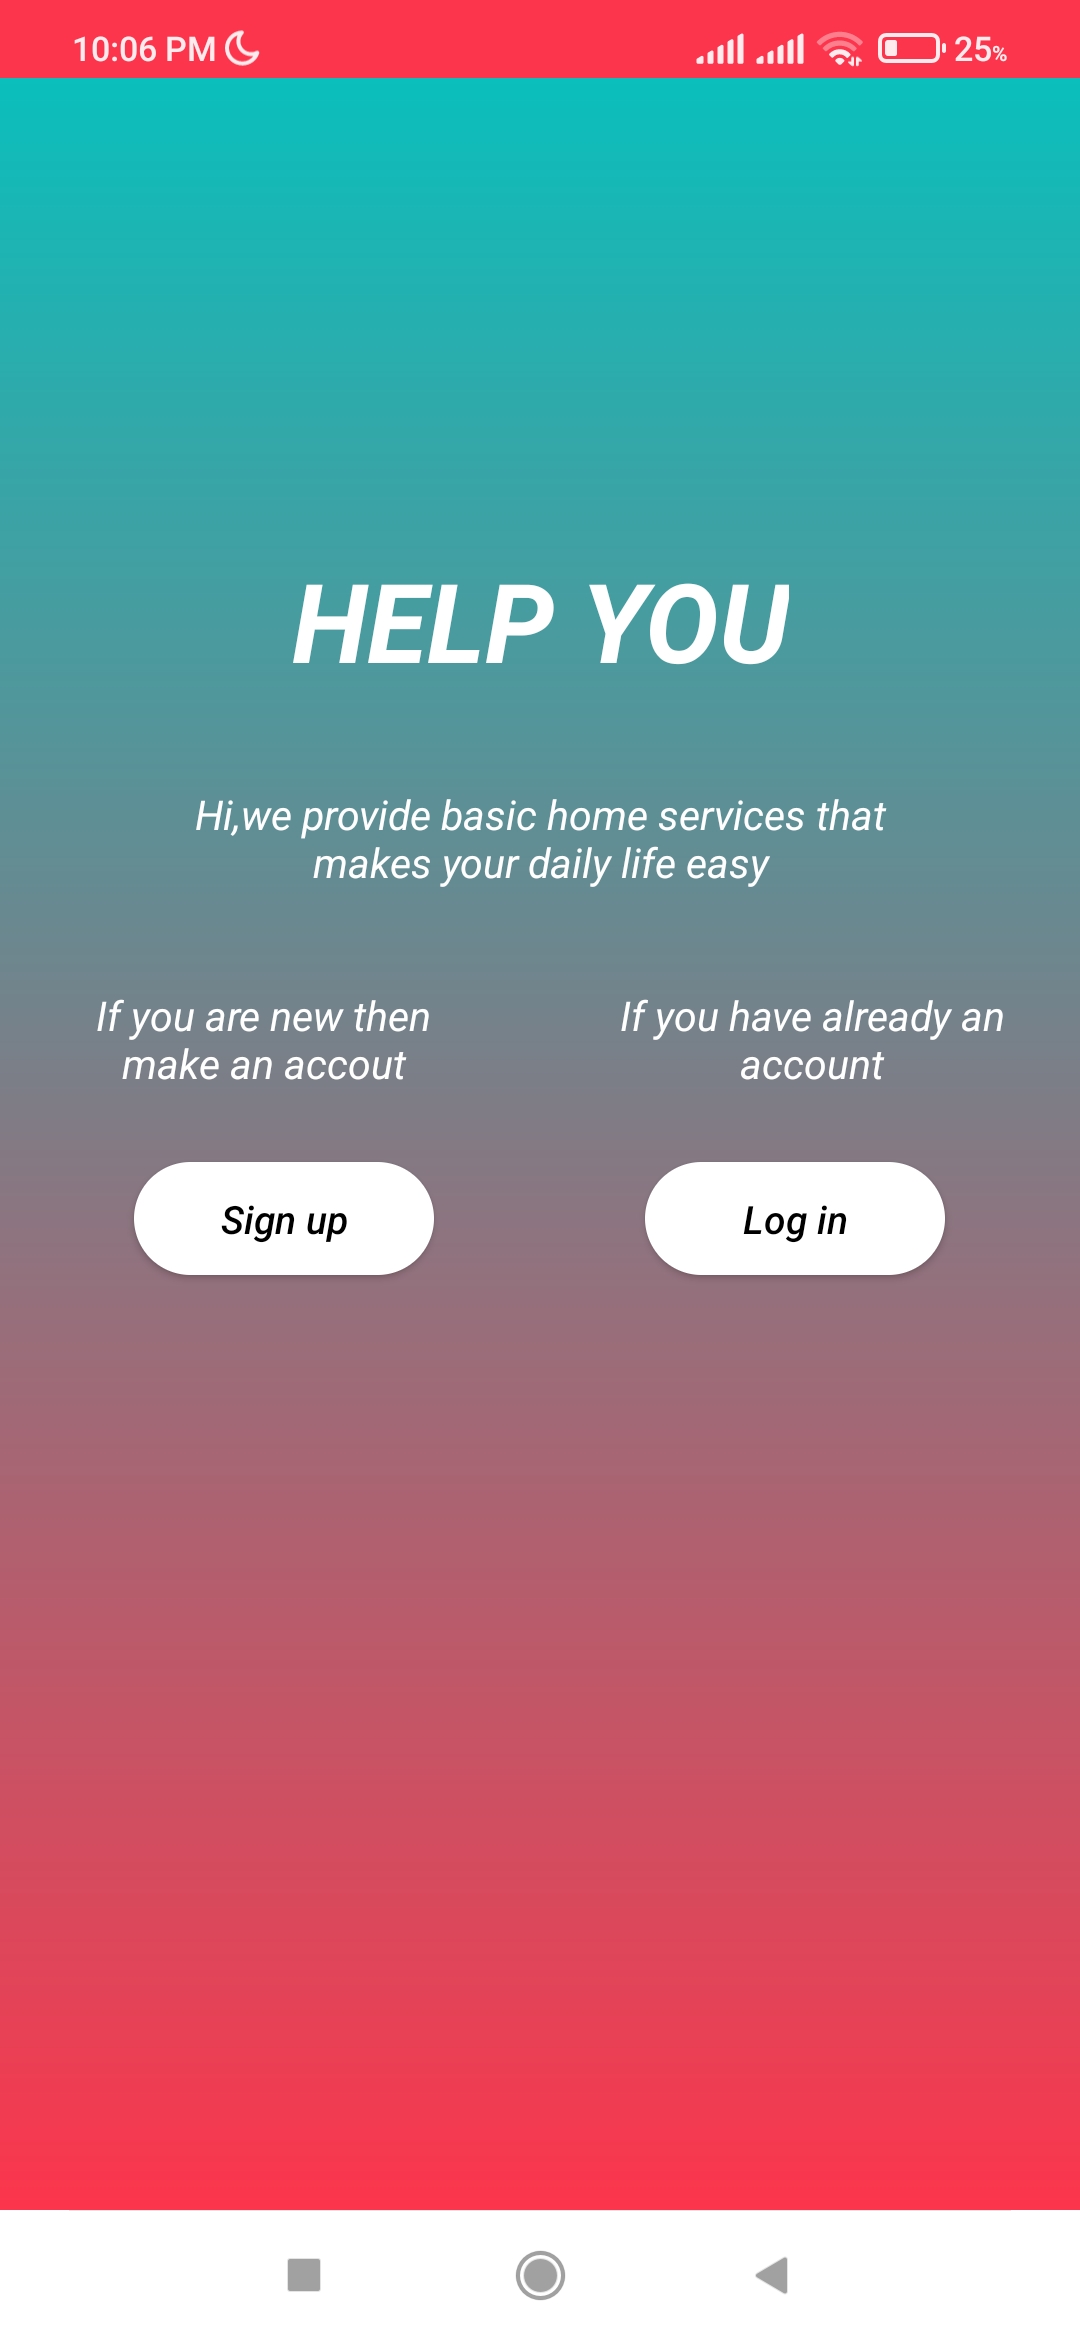 10:06 PM 25%
HELP YOU
Hi,we provide basic home services that
makes your daily life easy
If you are new then
make an accout
If you have already an
account
Sign up
Log in